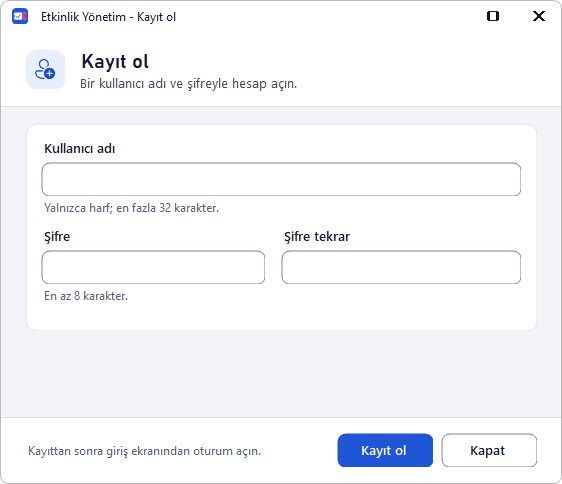 Etkinlik Yönetim - Kayıt ol
Kayıt ol
Bir kullanıcı adı ve şifreyle hesap açın.
Kullanıcı adı
Yalnızca harf; en fazla 32 karakter.
Şifre
Şifre tekrar
En az 8 karakter.
Kayıttan sonra giriş ekranından oturum açın.
Kayıt ol
Kapat